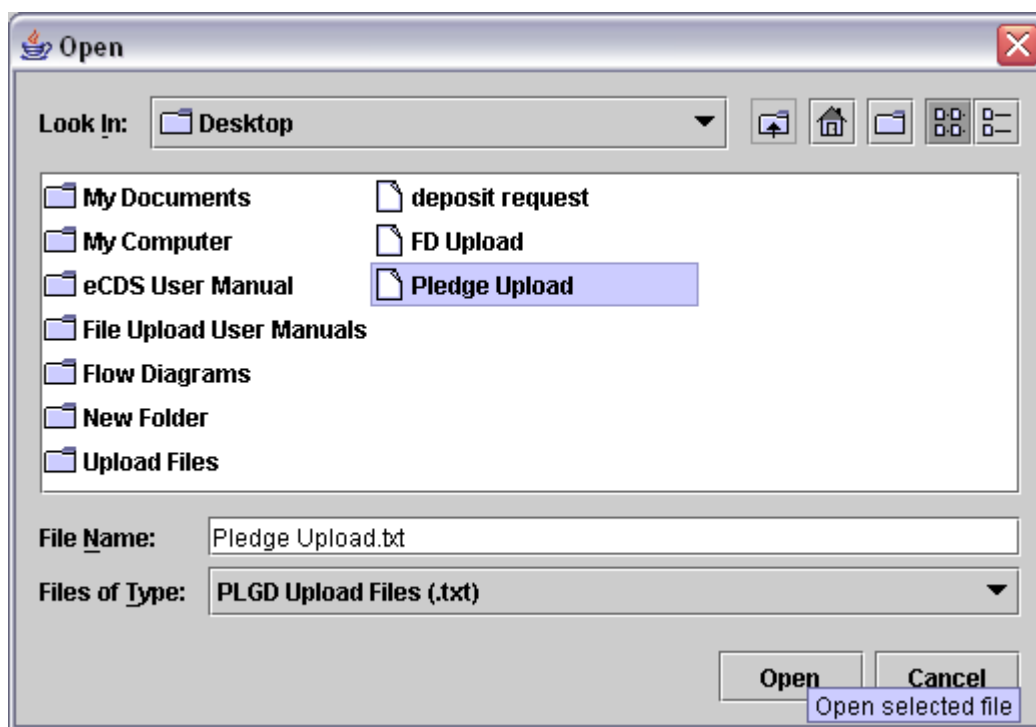 Open
Look In: Desktop
My Documents deposit request
My Computer FD Upload
eCDS User Manual Pledge Upload
File Upload User Manuals
Flow Diagrams
New Folder
Upload Files
File Name: Pledge Upload.txt
Files of Type: PLGD Upload Files (.txt)
Open Cancel
Open selected file